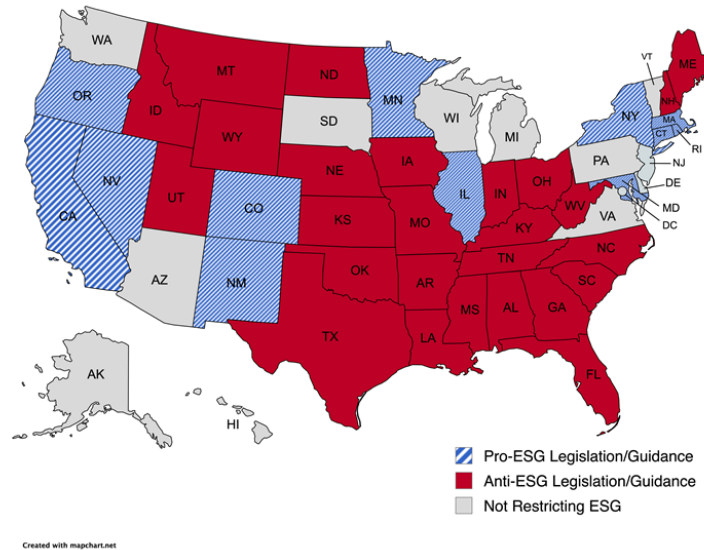 WA
MT
ND
MN
VT
ME
OR
ID
SD
WI
MI
NY
NH
MA
CT
RI
WY
NV
UT
NE
IA
PA
NJ
CA
CO
IL
IN
OH
DE
MD
DC
KS
MO
WV
VA
KY
AZ
NM
OK
AR
TN
NC
SC
TX
LA
MS
AL
GA
FL
AK
HI
Pro-ESG Legislation/Guidance
Anti-ESG Legislation/Guidance
Not Restricting ESG
Created with mapchart.net